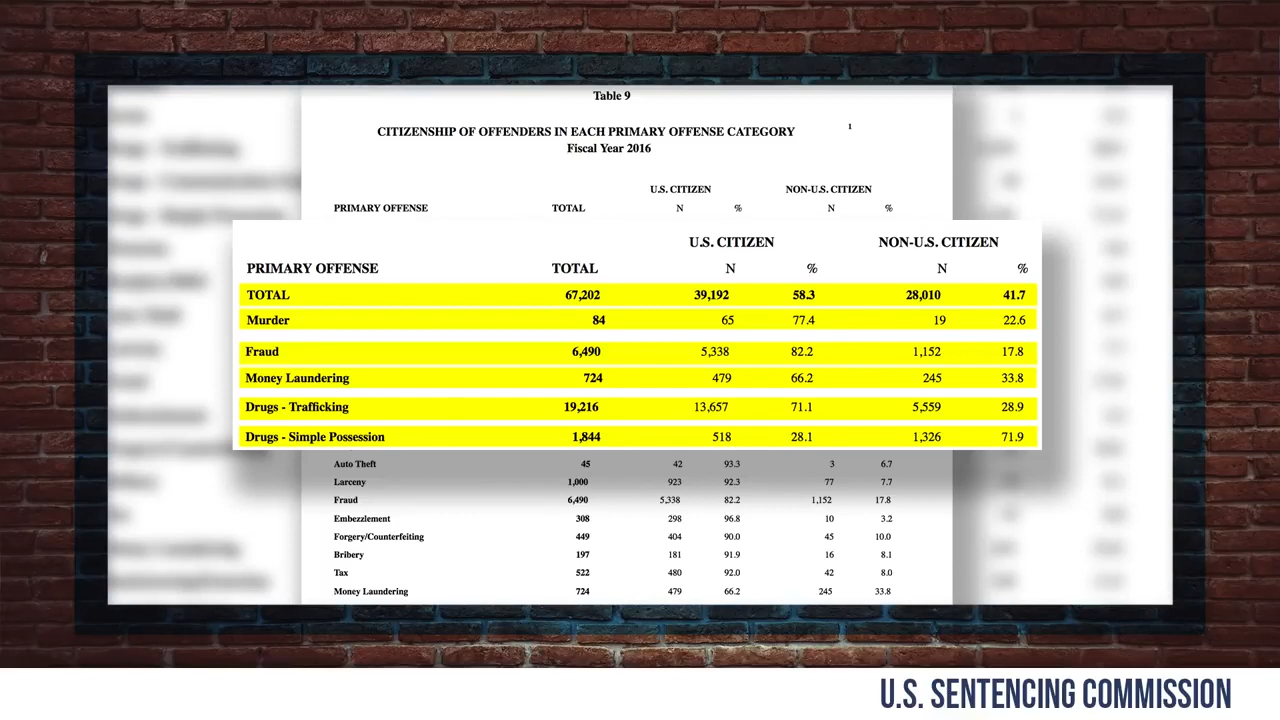 Table 9
CITIZENSHIP OF OFFENDERS IN EACH PRIMARY OFFENSE CATEGORY 1
Fiscal Year 2016
U.S. CITIZEN NON-U.S. CITIZEN
PRIMARY OFFENSE TOTAL N % N %
U.S. CITIZEN NON-U.S. CITIZEN
PRIMARY OFFENSE TOTAL N % N %
TOTAL 67,202 39,192 58.3 28,010 41.7
Murder 84 65 77.4 19 22.6
Fraud 6,490 5,338 82.2 1,152 17.8
Money Laundering 724 479 66.2 245 33.8
Drugs - Trafficking 19,216 13,657 71.1 5,559 28.9
Drugs - Simple Possession 1,844 518 28.1 1,326 71.9
Auto Theft 45 42 93.3 3 6.7
Larceny 1,000 923 92.3 77 7.7
Fraud 6,490 5,338 82.2 1,152 17.8
Embezzlement 308 298 96.8 10 3.2
Forgery/Counterfeiting 449 404 90.0 45 10.0
Bribery 197 181 91.9 16 8.1
Tax 522 480 92.0 42 8.0
Money Laundering 724 479 66.2 245 33.8
U.S. SENTENCING COMMISSION